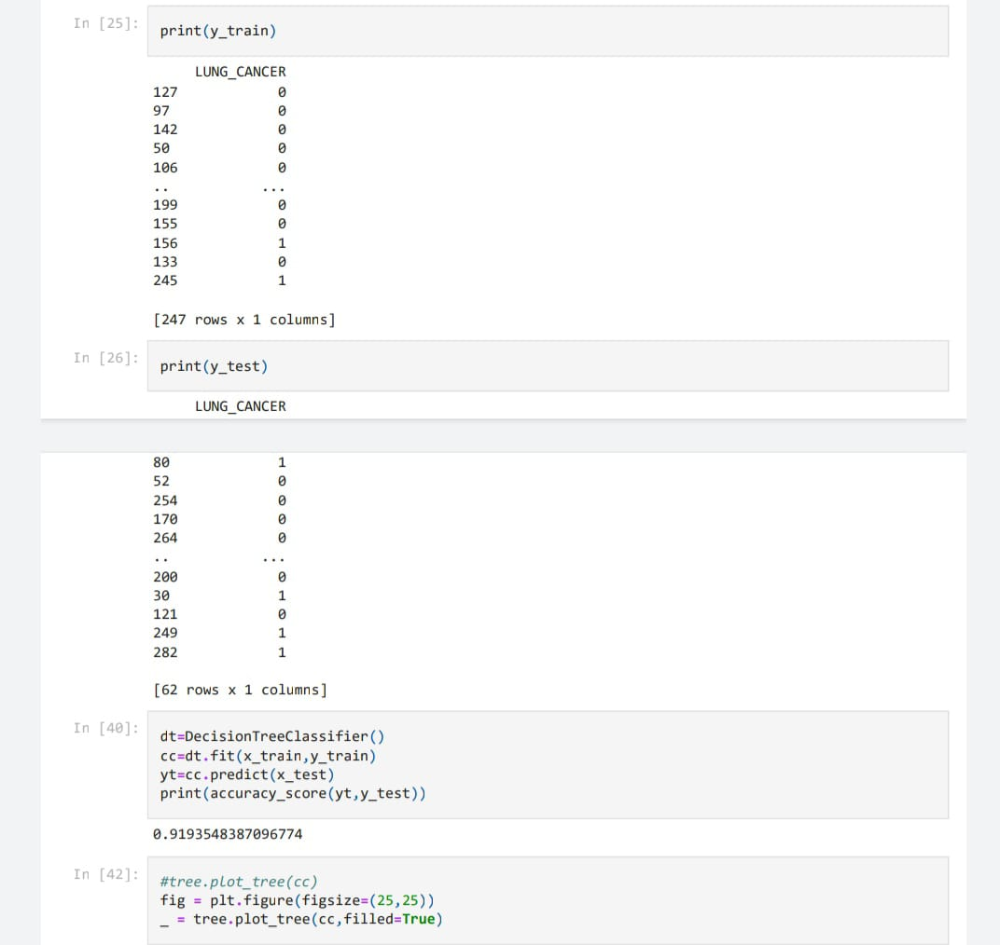 In [25]:
print(y_train)
LUNG_CANCER
127 0
97 0
142 0
50 0
106 0
.. ...
199 0
155 0
156 1
133 0
245 1
[247 rows x 1 columns]
In [26]:
print(y_test)
LUNG_CANCER
80 1
52 0
254 0
170 0
264 0
.. ...
200 0
30 1
121 0
249 1
282 1
[62 rows x 1 columns]
In [40]:
dt=DecisionTreeClassifier()
cc=dt.fit(x_train,y_train)
yt=cc.predict(x_test)
print(accuracy_score(yt,y_test))
0.9193548387096774
In [42]:
#tree.plot_tree(cc)
fig = plt.figure(figsize=(25,25))
_ = tree.plot_tree(cc,filled=True)